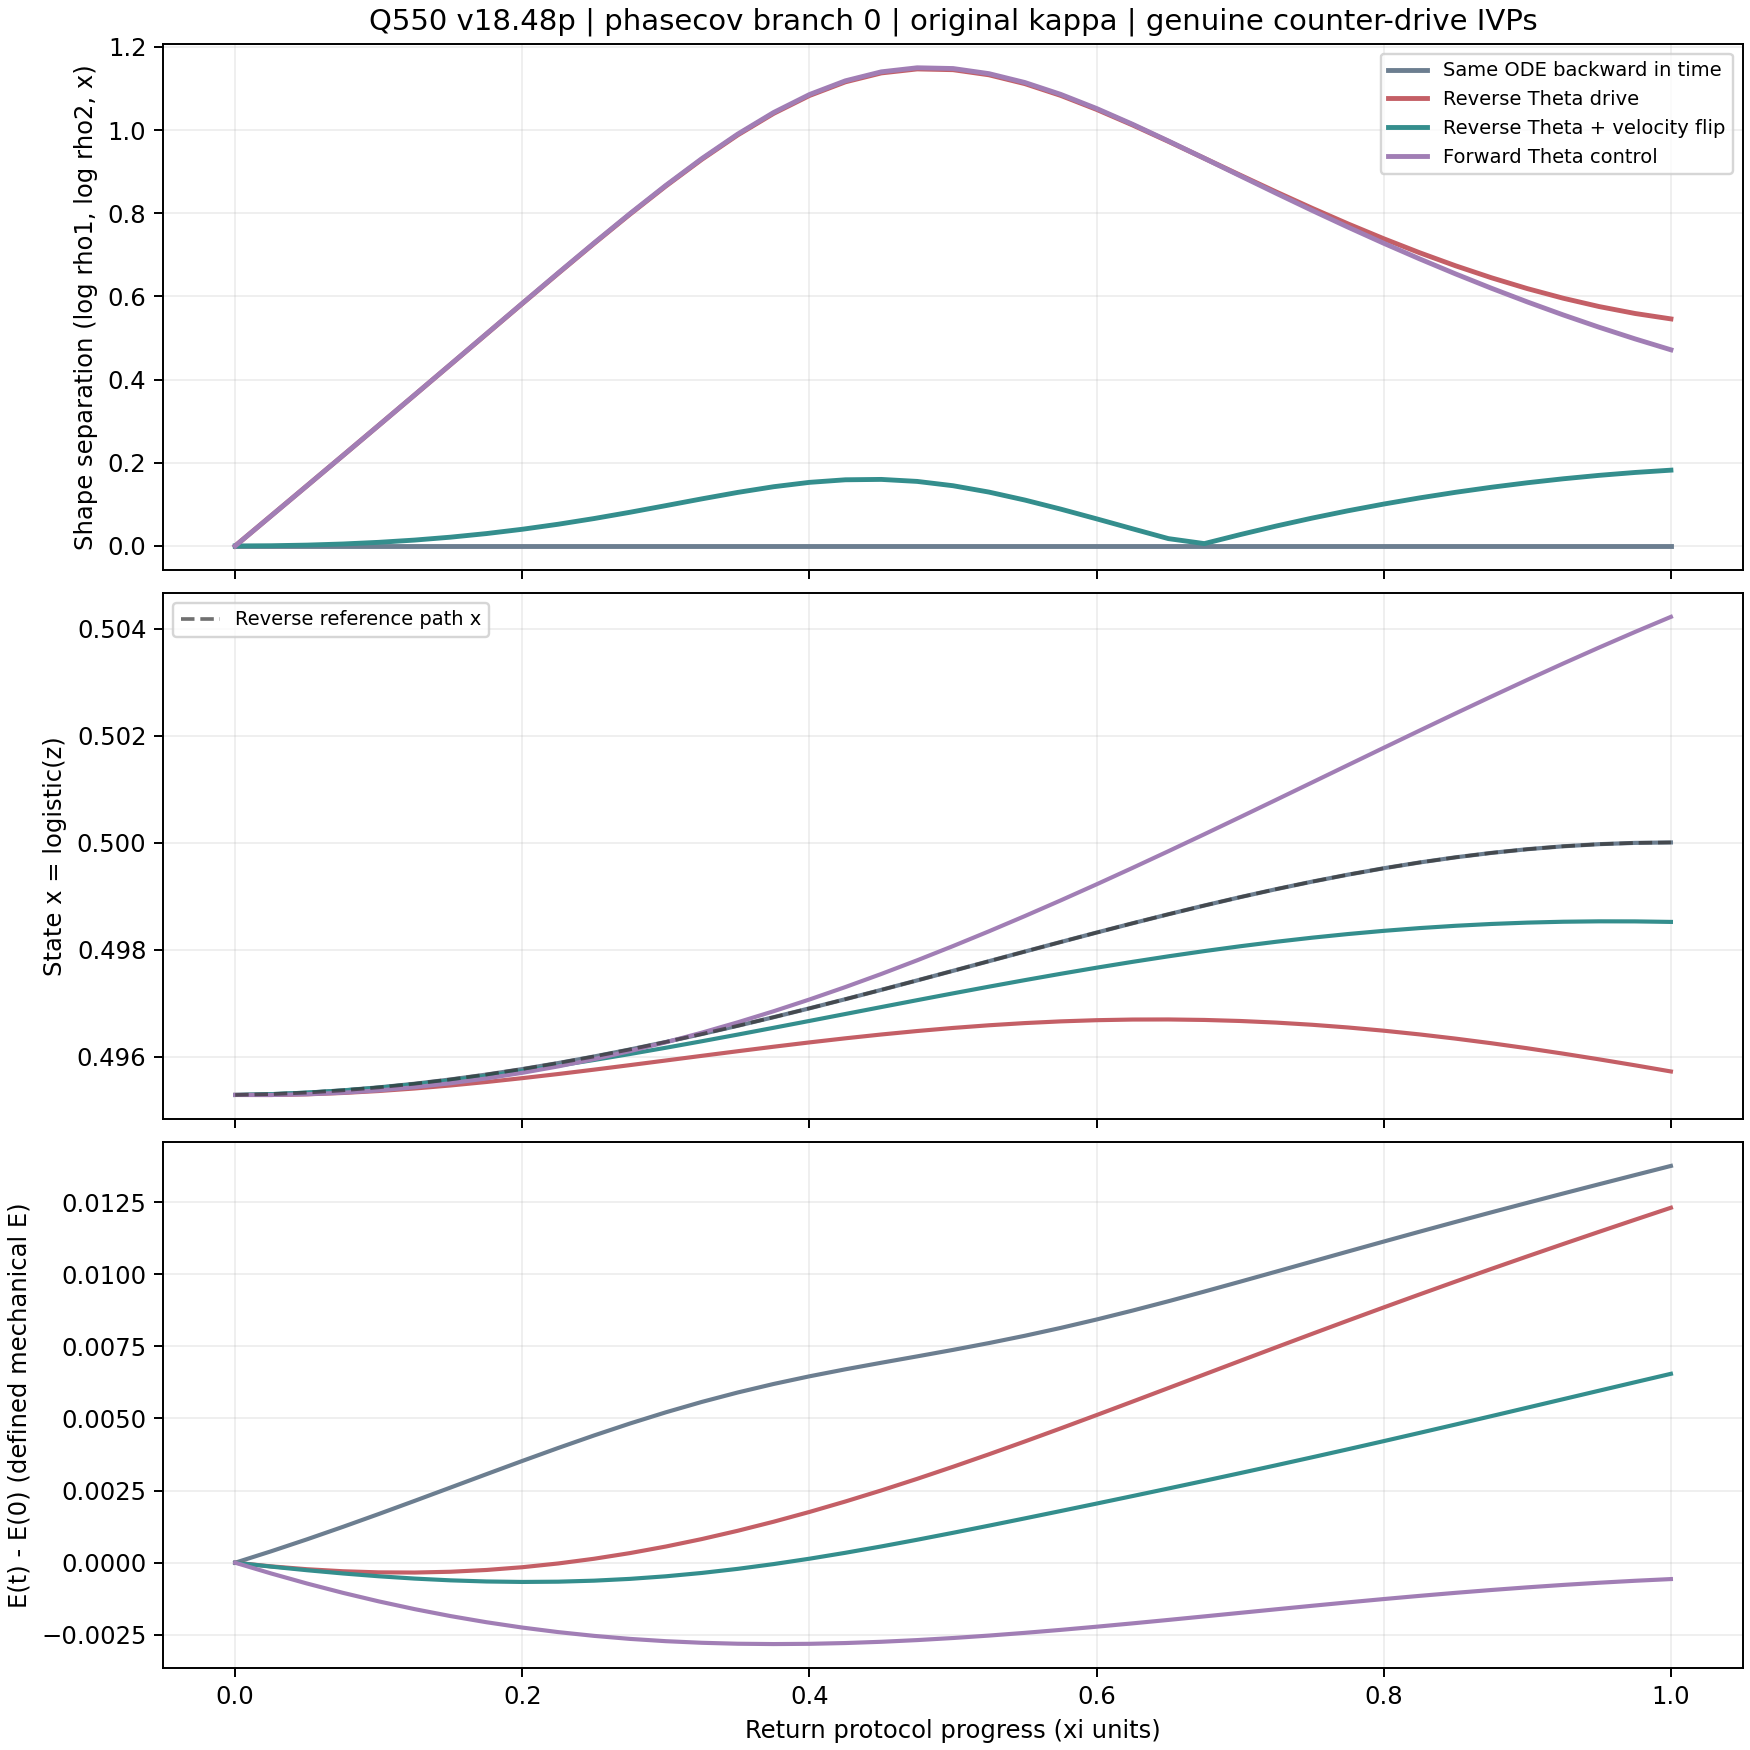 Q550 v18.48p | phasecov branch 0 | original kappa | genuine counter-drive IVPs
Shape separation (log rho1, log rho2, x)
1.2
1.0
0.8
0.6
0.4
0.2
0.0
Same ODE backward in time
Reverse Theta drive
Reverse Theta + velocity flip
Forward Theta control
State x = logistic(z)
0.504
0.502
0.500
0.498
0.496
Reverse reference path x
E(t) - E(0) (defined mechanical E)
0.0125
0.0100
0.0075
0.0050
0.0025
0.0000
−0.0025
0.0 0.2 0.4 0.6 0.8 1.0
Return protocol progress (xi units)